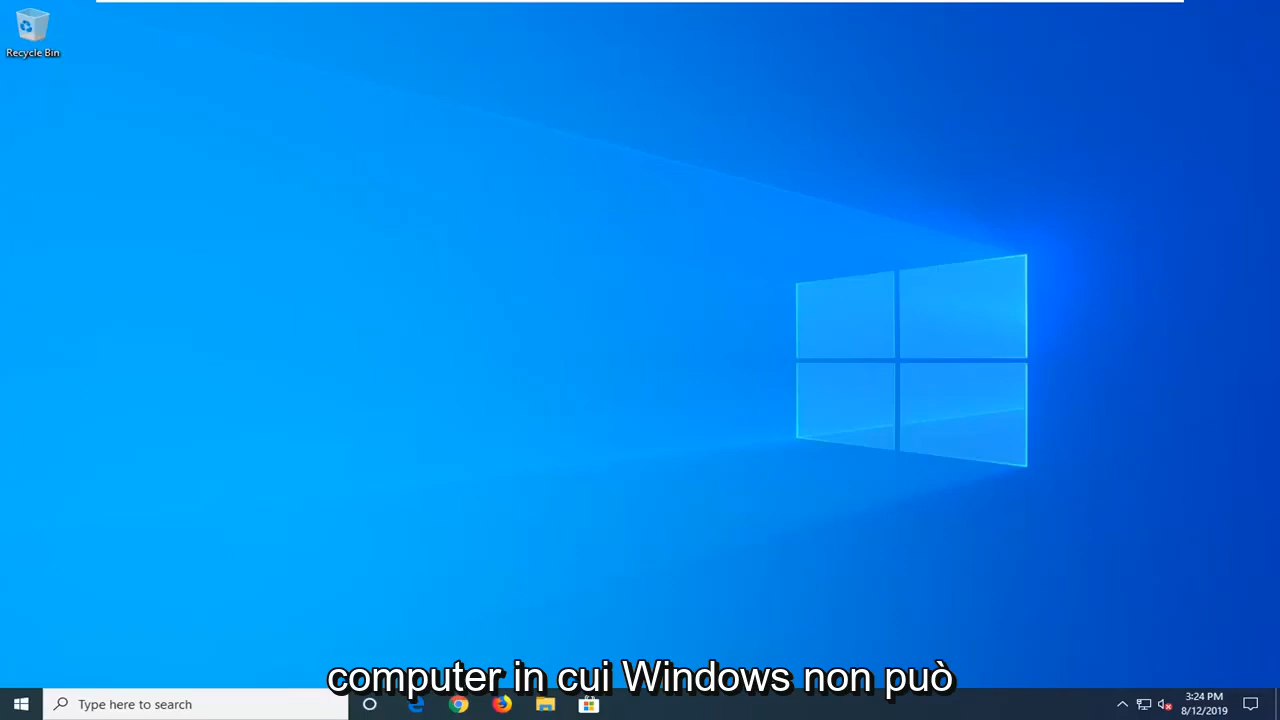 Recycle Bin
computer in cui Windows non può
Type here to search
3:24 PM
8/12/2019